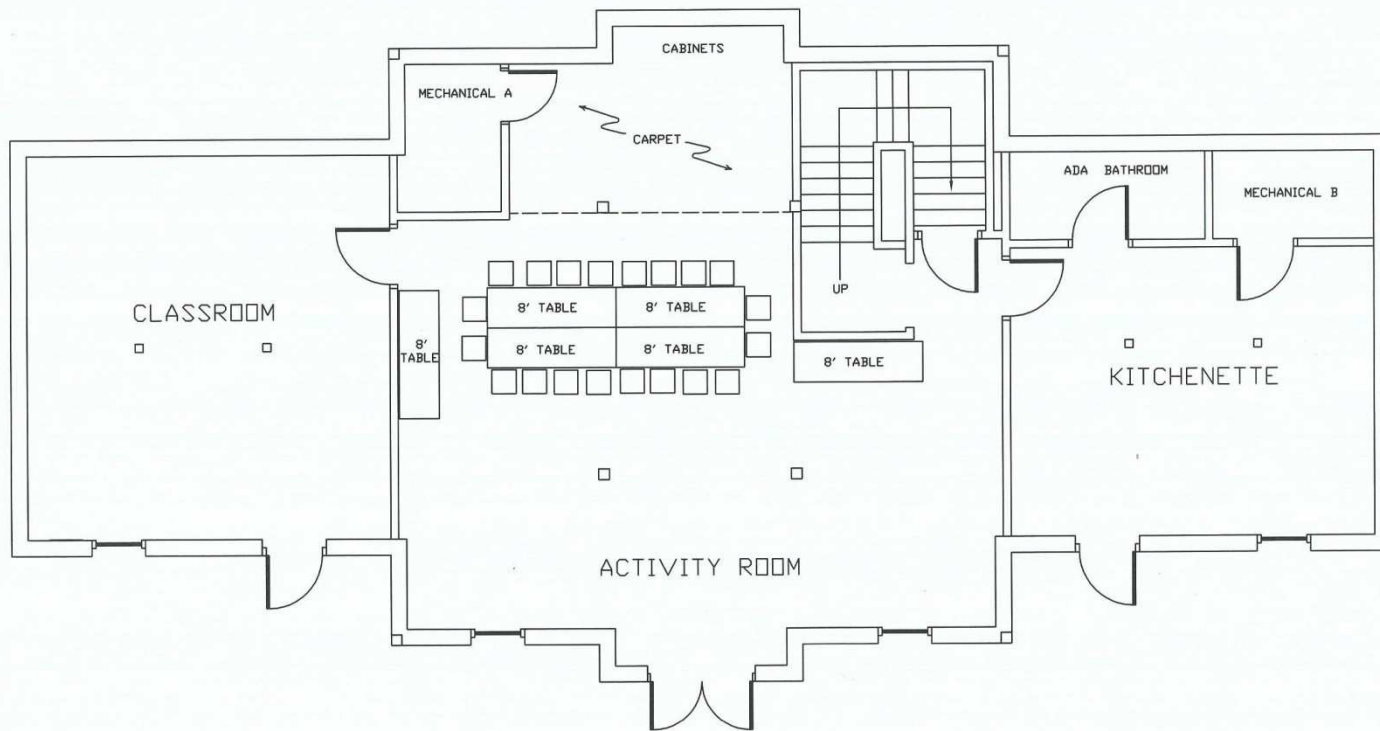 CABINETS
MECHANICAL A
CARPET
ADA BATHROOM
MECHANICAL B
UP
CLASSROOM
8' TABLE
8' TABLE
8' TABLE
8' TABLE
8'
TABLE
8' TABLE
KITCHENETTE
ACTIVITY ROOM